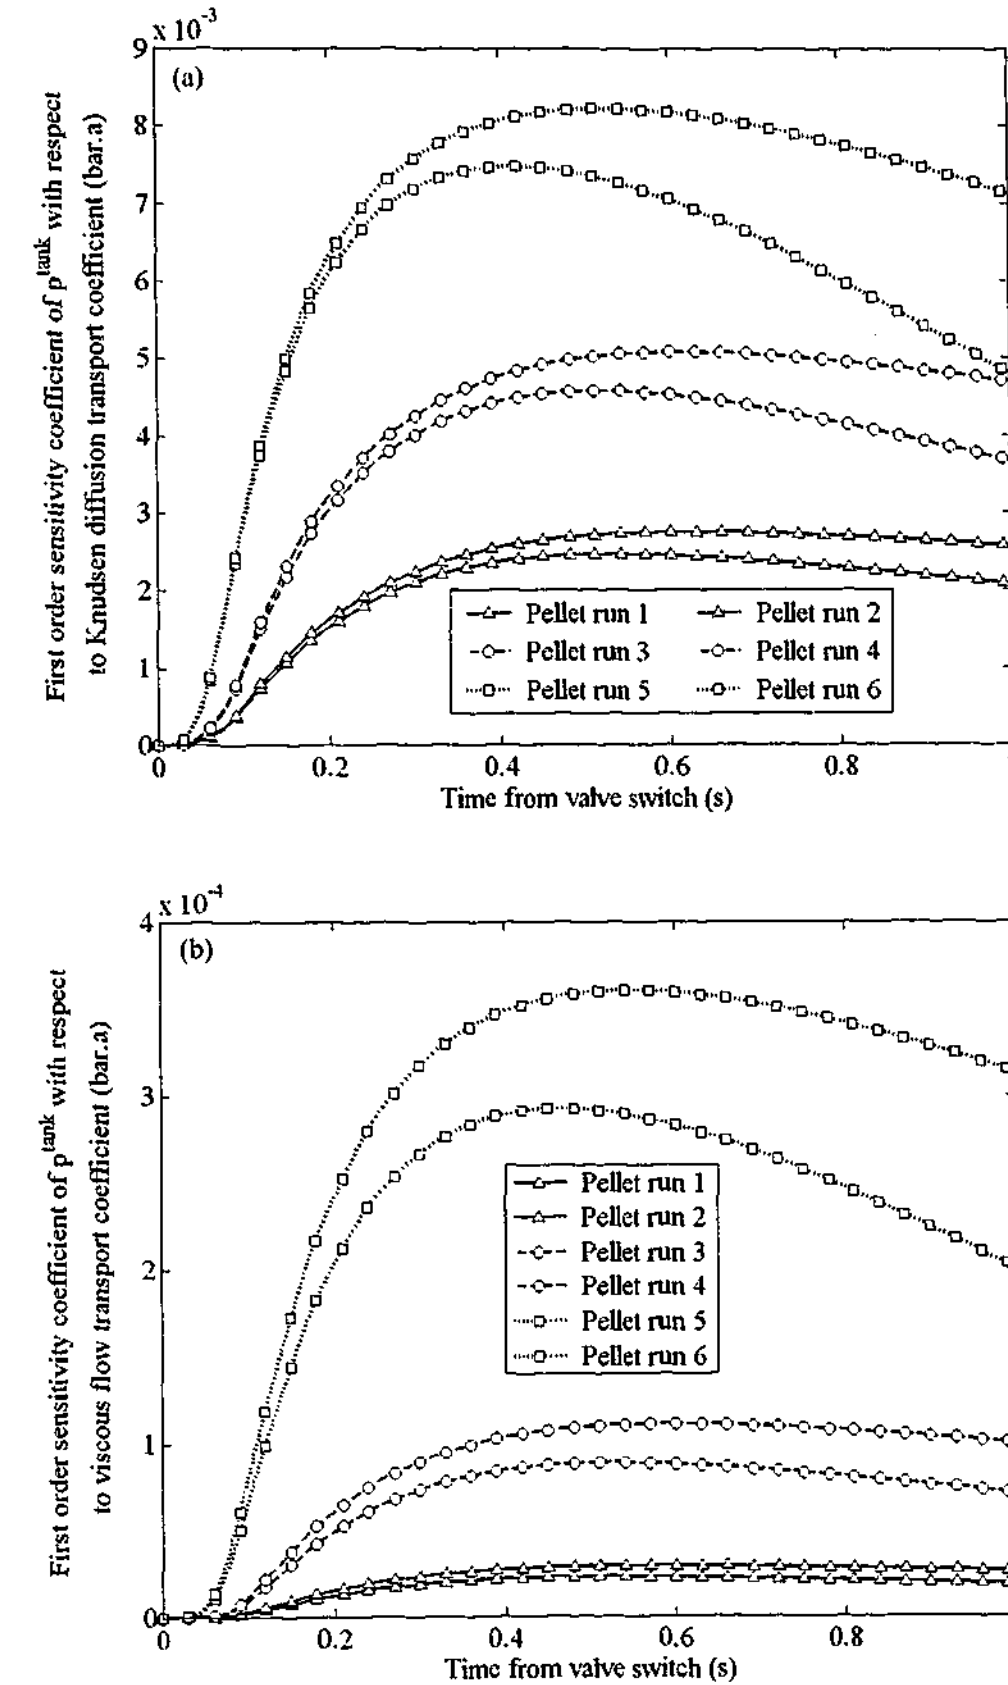 x 10-3
(a)
First order sensitivity coefficient of ptank with respect
to Knudsen diffusion transport coefficient (bar.a)
9
8
7
6
5
4
3
2
1
0
Pellet run 1 Pellet run 2
Pellet run 3 Pellet run 4
Pellet run 5 Pellet run 6
0 0.2 0.4 0.6 0.8
Time from valve switch (s)
x 10-4
(b)
First order sensitivity coefficient of ptank with respect
to viscous flow transport coefficient (bar.a)
4
3
2
1
0
Pellet run 1
Pellet run 2
Pellet run 3
Pellet run 4
Pellet run 5
Pellet run 6
0 0.2 0.4 0.6 0.8
Time from valve switch (s)